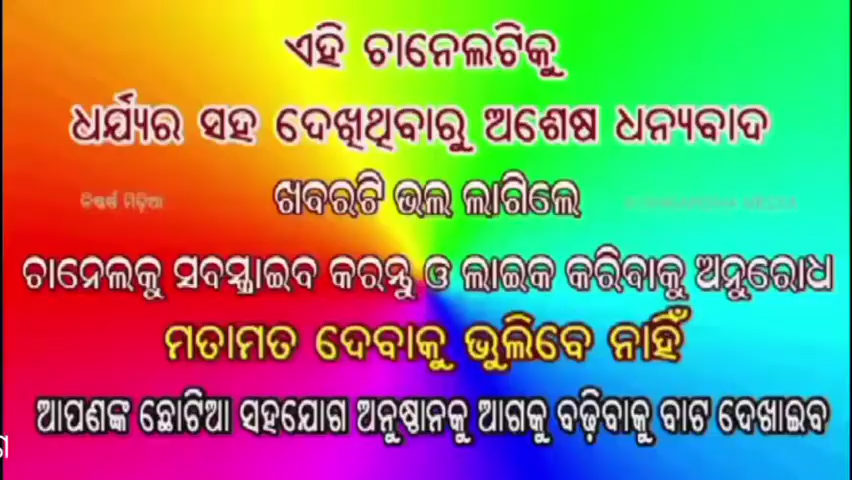 ଏହି ଚାନେଲଟିକୁ
ଧର୍ଯ୍ୟର ସହ ଦେଖିଥିବାରୁ ଅଶେଷ ଧନ୍ୟବାଦ
ଖବରଟି ଭଲ ଲାଗିଲେ
ଚାନେଲକୁ ସବସ୍କ୍ରାଇବ କରନ୍ତୁ ଓ ଲାଇକ କରିବାକୁ ଅନୁରୋଧ
ମତାମତ ଦେବାକୁ ଭୁଲିବେ ନାହିଁ
ଆପଣଙ୍କ ଛୋଟିଆ ସହଯୋଗ ଅନୁଷ୍ଠାନକୁ ଆଗକୁ ବଢ଼ିବାକୁ ବାଟ ଦେଖାଇବ